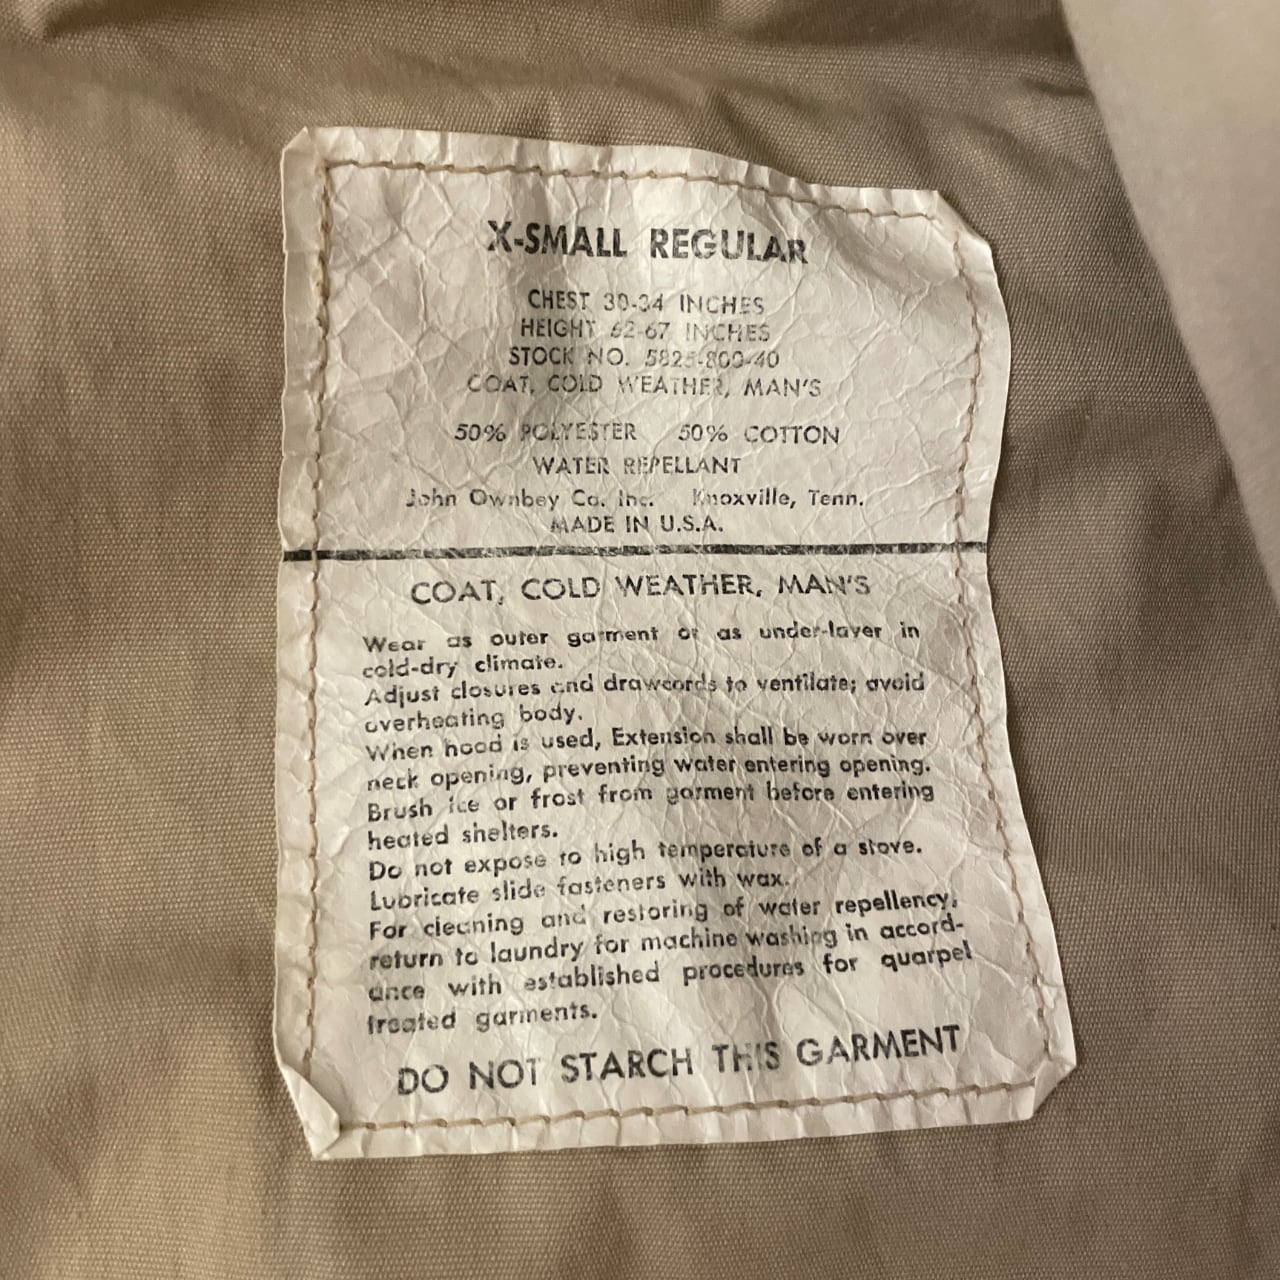 X-SMALL REGULAR
CHEST 30-34 INCHES
HEIGHT 62-67 INCHES
STOCK NO. 5825-800-40
COAT, COLD WEATHER, MAN'S
50% POLYESTER 50% COTTON
WATER REPELLANT
John Ownbey Co. Inc. Knoxville, Tenn.
MADE IN U.S.A.
COAT, COLD WEATHER, MAN'S
Wear as outer garment or as under-layer in
cold-dry climate.
Adjust closures and drawcords to ventilate; avoid
overheating body.
When hood is used, Extension shall be worn over
neck opening, preventing water entering opening.
Brush ice or frost from garment before entering
heated shelters.
Do not expose to high temperature of a stove.
Lubricate slide fasteners with wax.
For cleaning and restoring of water repellency,
return to laundry for machine washing in accord-
ance with established procedures for quarpel
treated garments.
DO NOT STARCH THIS GARMENT